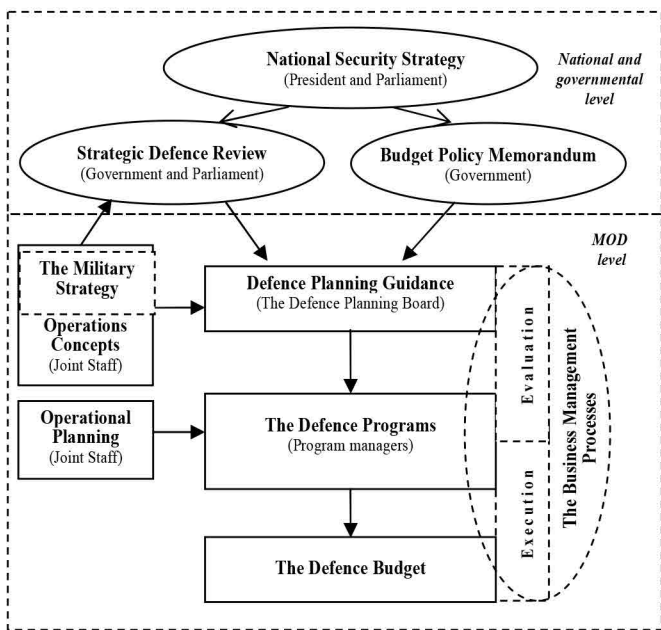 National Security Strategy
(President and Parliament)
National and
governmental
level
Strategic Defence Review
(Government and Parliament)
Budget Policy Memorandum
(Government)
MOD
level
The Military
Strategy
Operations
Concepts
(Joint Staff)
Defence Planning Guidance
(The Defence Planning Board)
Operational
Planning
(Joint Staff)
The Defence Programs
(Program managers)
The Defence Budget
Evaluation
Execution
The Business Management
Processes